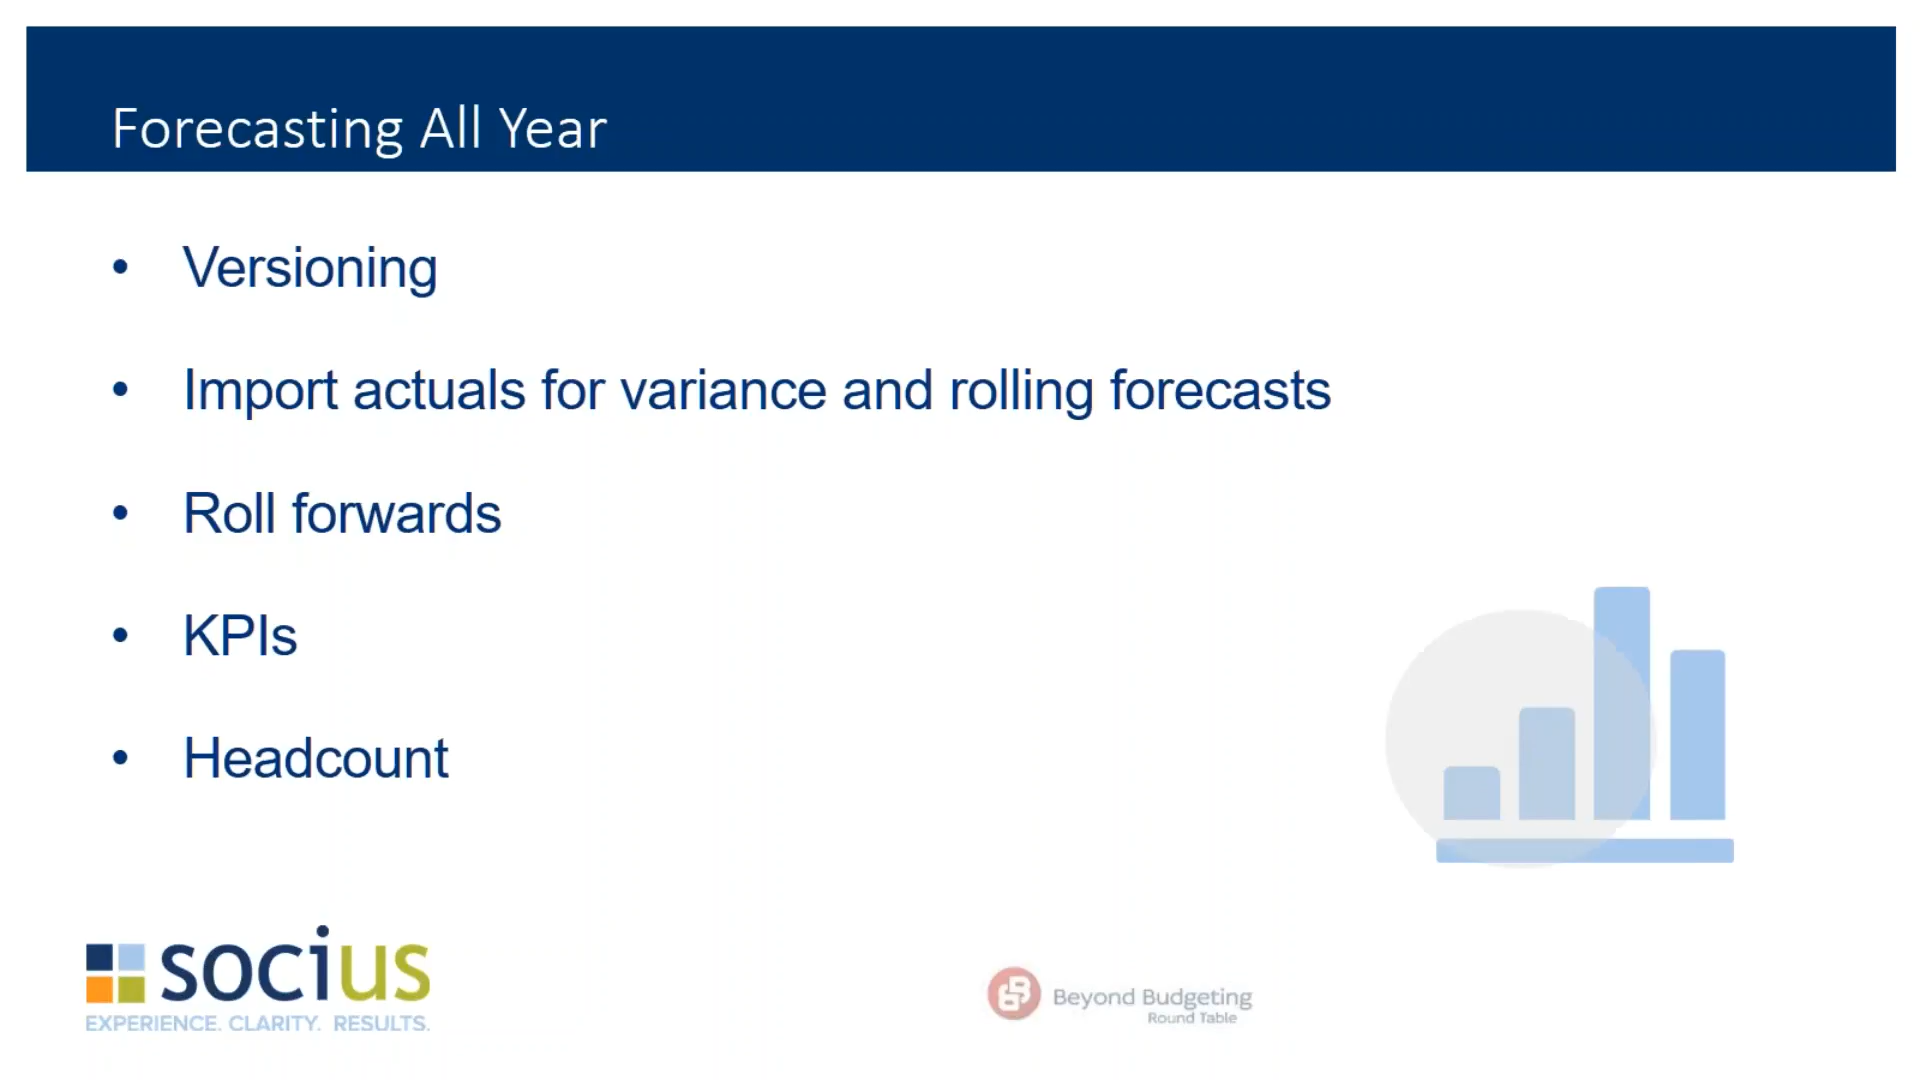 Forecasting All Year
• Versioning
• Import actuals for variance and rolling forecasts
• Roll forwards
• KPIs
• Headcount
socius
EXPERIENCE. CLARITY. RESULTS.
Beyond Budgeting
Round Table